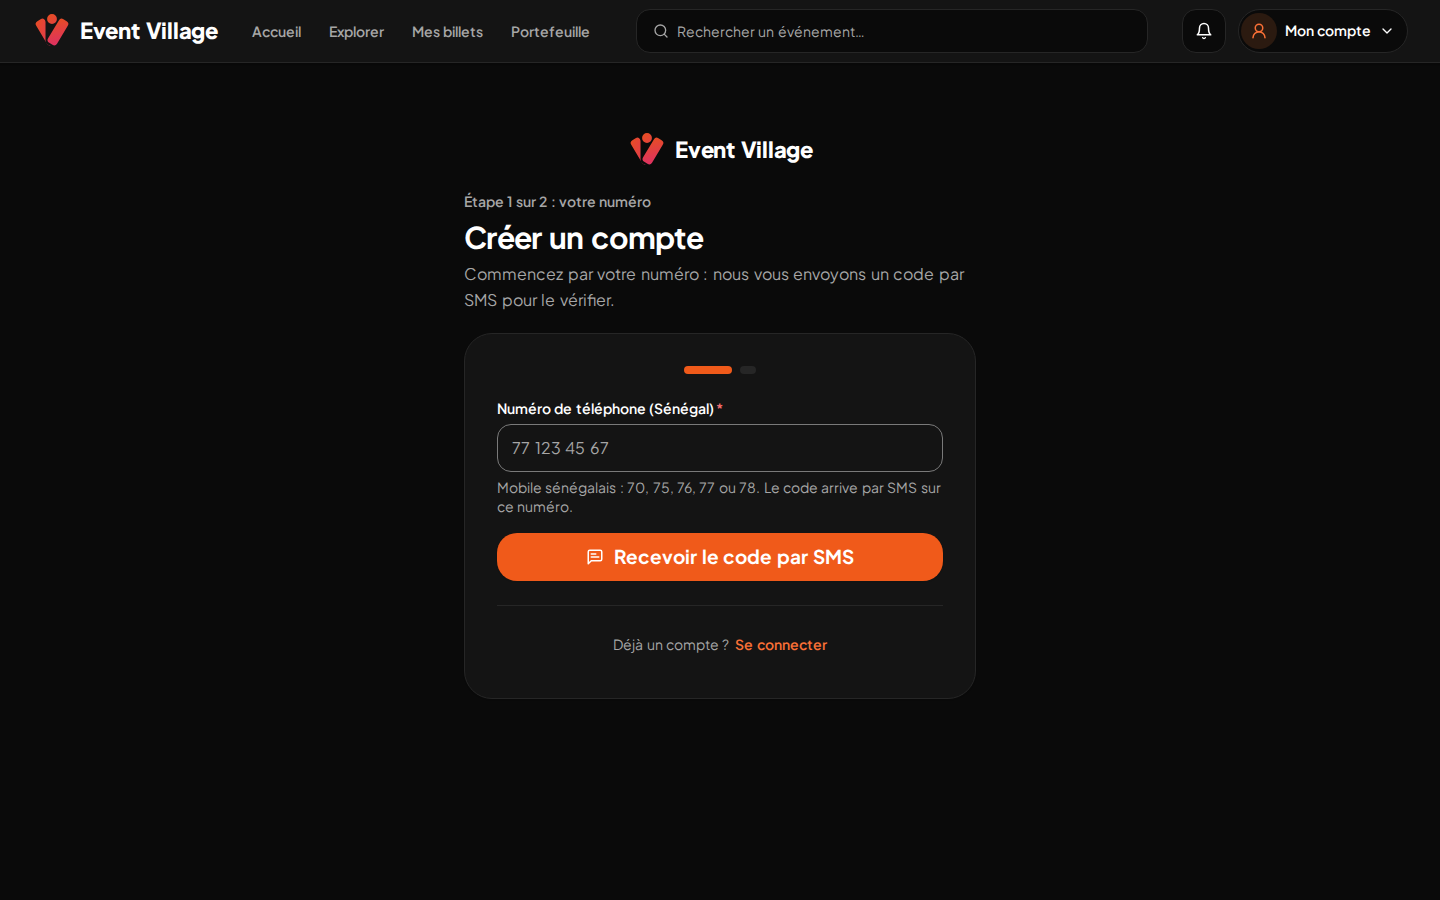 Event Village
Accueil
Explorer
Mes billets
Portefeuille
Rechercher un événement...
Mon compte
Event Village
Étape 1 sur 2 : votre numéro
Créer un compte
Commencez par votre numéro : nous vous envoyons un code par
SMS pour le vérifier.
Numéro de téléphone (Sénégal) *
77 123 45 67
Mobile sénégalais : 70, 75, 76, 77 ou 78. Le code arrive par SMS sur
ce numéro.
Recevoir le code par SMS
Déjà un compte ? Se connecter